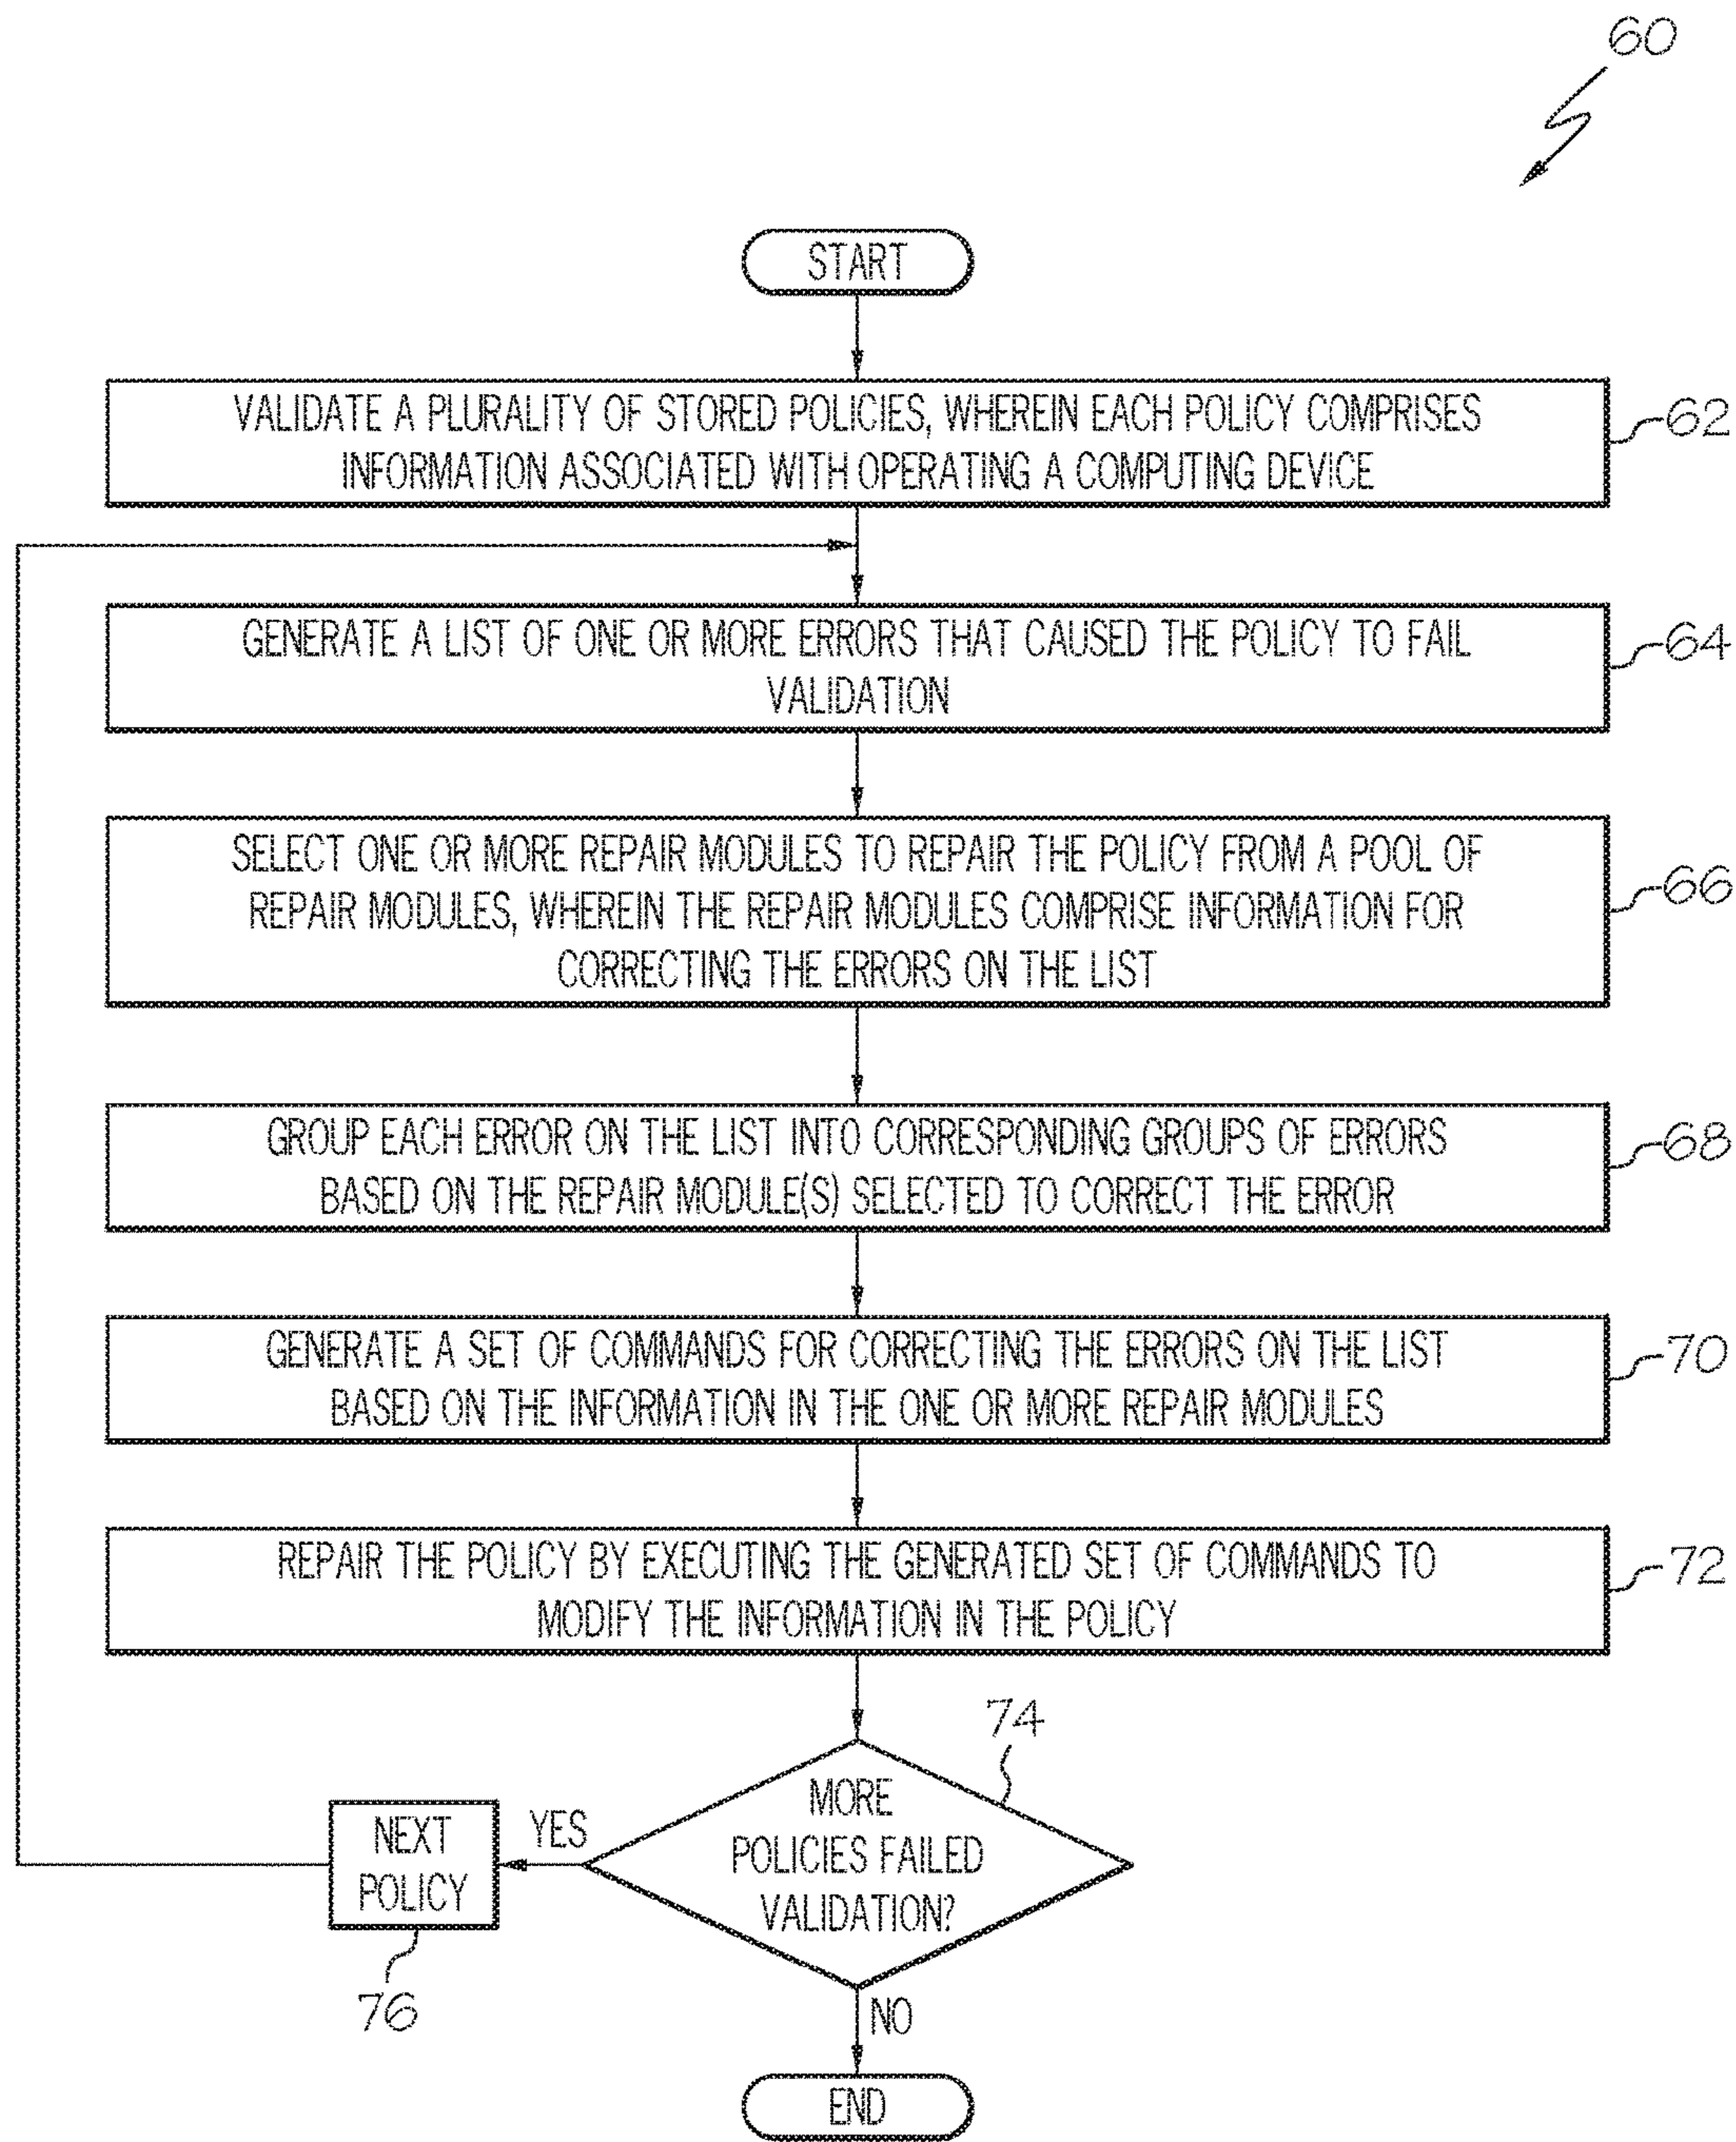 60
START
VALIDATE A PLURALITY OF STORED POLICIES, WHEREIN EACH POLICY COMPRISES
INFORMATION ASSOCIATED WITH OPERATING A COMPUTING DEVICE
62
GENERATE A LIST OF ONE OR MORE ERRORS THAT CAUSED THE POLICY TO FAIL
VALIDATION
64
SELECT ONE OR MORE REPAIR MODULES TO REPAIR THE POLICY FROM A POOL OF
REPAIR MODULES, WHEREIN THE REPAIR MODULES COMPRISE INFORMATION FOR
CORRECTING THE ERRORS ON THE LIST
66
GROUP EACH ERROR ON THE LIST INTO CORRESPONDING GROUPS OF ERRORS
BASED ON THE REPAIR MODULE(S) SELECTED TO CORRECT THE ERROR
68
GENERATE A SET OF COMMANDS FOR CORRECTING THE ERRORS ON THE LIST
BASED ON THE INFORMATION IN THE ONE OR MORE REPAIR MODULES
70
REPAIR THE POLICY BY EXECUTING THE GENERATED SET OF COMMANDS TO
MODIFY THE INFORMATION IN THE POLICY
72
74
MORE
POLICIES FAILED
VALIDATION?
YES
NEXT
POLICY
76
NO
END